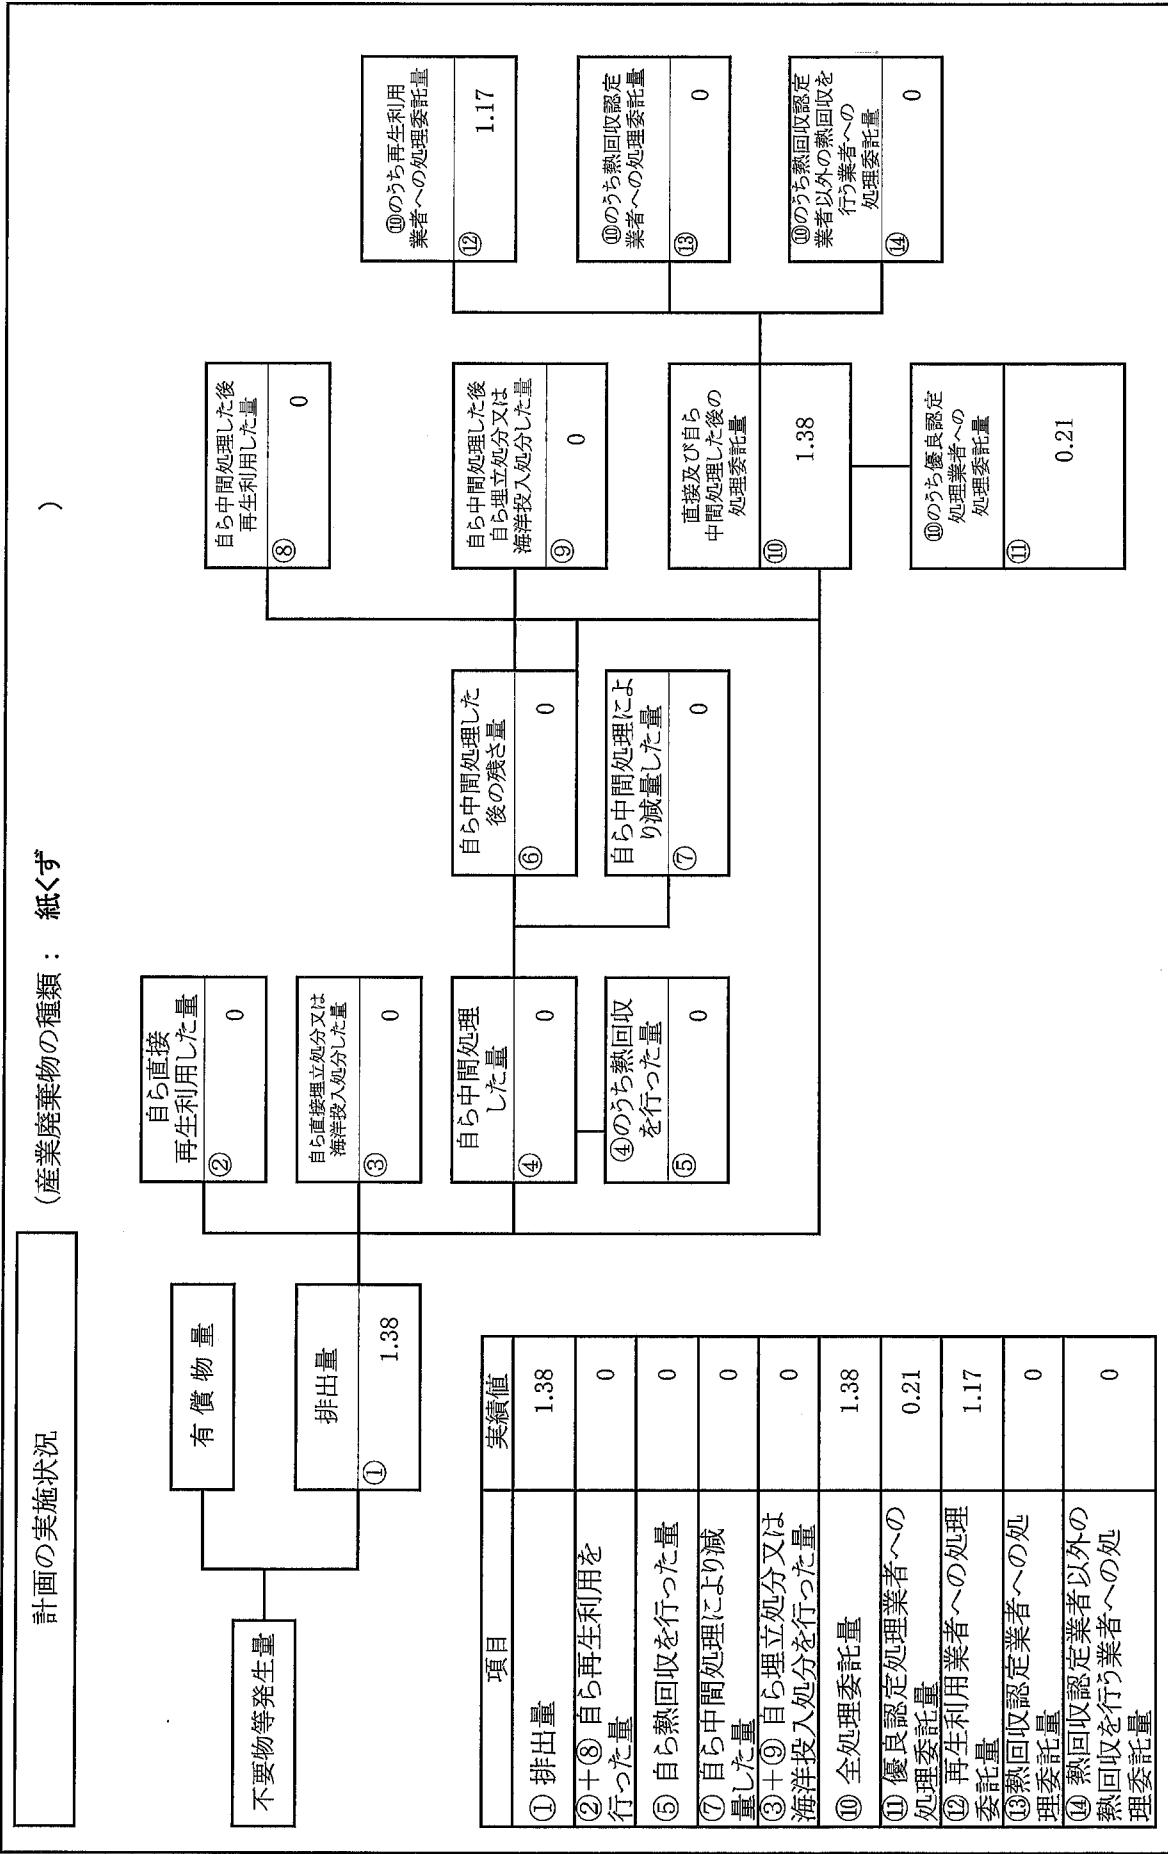 計画の実施状況
(産業廃棄物の種類： 紙くず )
不要物等発生量
有償物量
排出量
① 1.38
自ら直接
再生利用した量
② 0
自ら直接埋立処分又は
海洋投入処分した量
③ 0
自ら中間処理
した量
④ 0
④のうち熱回収
を行った量
⑤ 0
自ら中間処理した
後の残さ量
⑥ 0
自ら中間処理によ
り減量した量
⑦ 0
自ら中間処理した後
再生利用した量
⑧ 0
自ら中間処理した後
自ら埋立処分又は
海洋投入処分した量
⑨ 0
直接及び自ら
中間処理した後の
処理委託量
⑩ 1.38
⑩のうち優良認定
処理業者への
処理委託量
⑪ 0.21
⑩のうち再生利用
業者への処理委託量
⑫ 1.17
⑩のうち熱回収認定
業者への処理委託量
⑬ 0
⑩のうち熱回収認定
業者以外の熱回収を
行う業者への
処理委託量
⑭ 0
項目 実績値
①排出量 1.38
②＋⑧ 自ら再生利用を
行った量 0
⑤ 自ら熱回収を行った量 0
⑦ 自ら中間処理により減
量した量 0
③＋⑨ 自ら埋立処分又は
海洋投入処分を行った量 0
⑩ 全処理委託量 1.38
⑪ 優良認定処理業者への
処理委託量 0.21
⑫ 再生利用業者への処理
委託量 1.17
⑬熱回収認定業者への処
理委託量 0
⑭ 熱回収認定業者以外の
熱回収を行う業者への処
理委託量 0